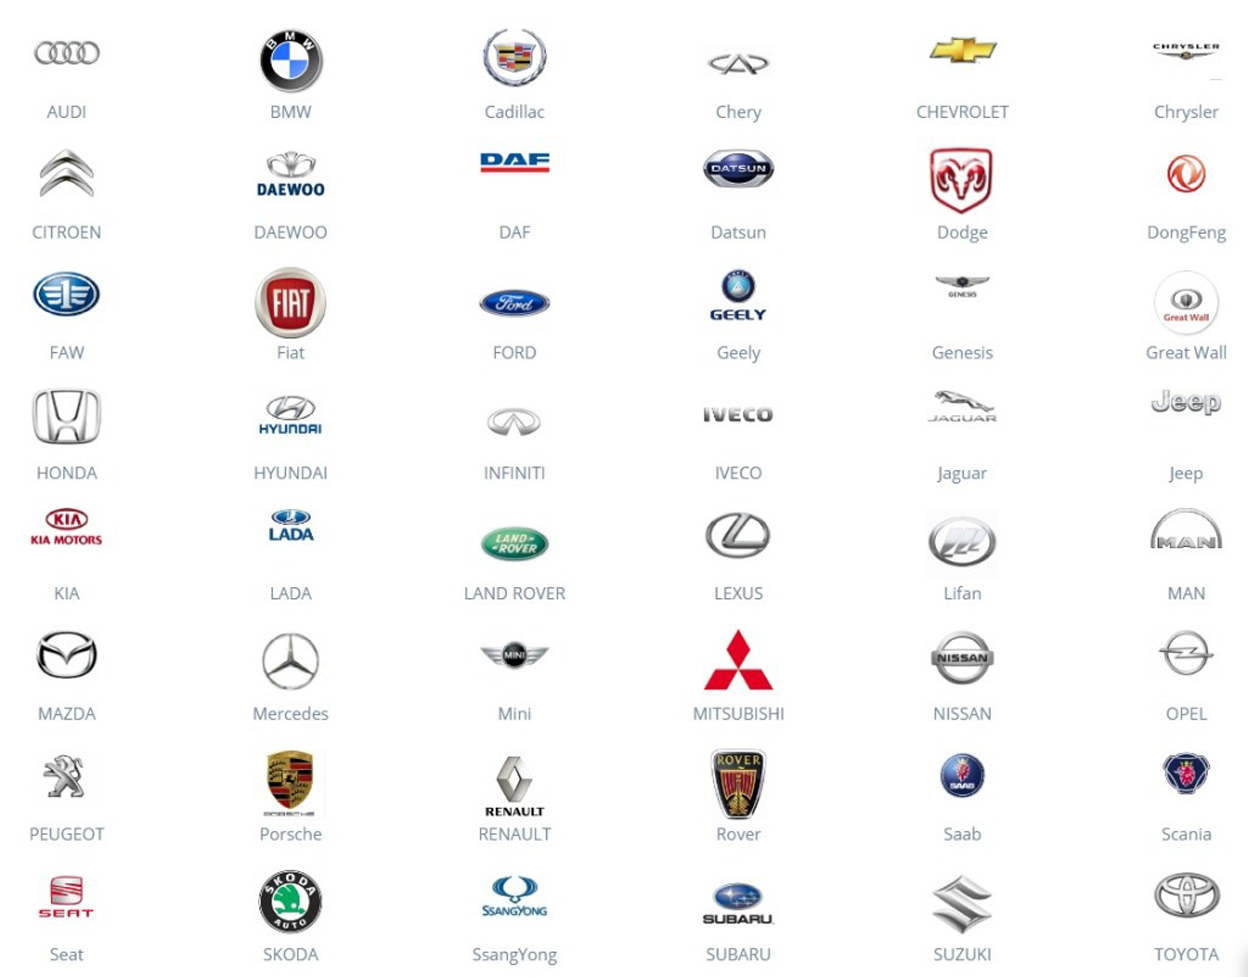 BMW
CHRYSLER
AUDI BMW Cadillac Chery CHEVROLET Chrysler
DAEWOO
DAF
DATSUN
CITROEN DAEWOO DAF Datsun Dodge DongFeng
FIAT
Ford
GEELY
GENESIS
Great Wall
FAW Fiat FORD Geely Genesis Great Wall
HYUNDAI
IVECO
JAGUAR
Jeep
HONDA HYUNDAI INFINITI IVECO Jaguar Jeep
KIA
KIA MOTORS
LADA
LAND-
-ROVER
MAN
KIA LADA LAND ROVER LEXUS Lifan MAN
MINI
NISSAN
MAZDA Mercedes Mini MITSUBISHI NISSAN OPEL
PORSCHE
RENAULT
ROVER
SAAB
PEUGEOT Porsche RENAULT Rover Saab Scania
SEAT
ŠKODA
AUTO
SSANGYONG
SUBARU
Seat SKODA SsangYong SUBARU SUZUKI TOYOTA